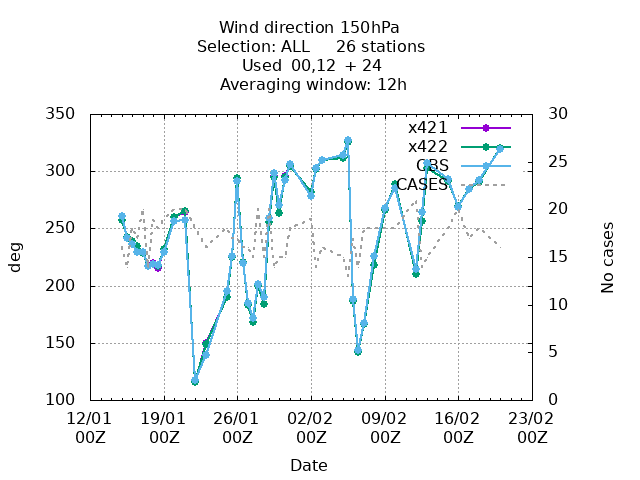 Wind direction 150hPa
Selection: ALL 26 stations
Used 00,12 + 24
Averaging window: 12h
350
300
250
200
150
100
30
25
20
15
10
5
0
x421
x422
OBS
CASES
deg
No cases
12/01 19/01 26/01 02/02 09/02 16/02 23/02
00Z 00Z 00Z 00Z 00Z 00Z 00Z
Date